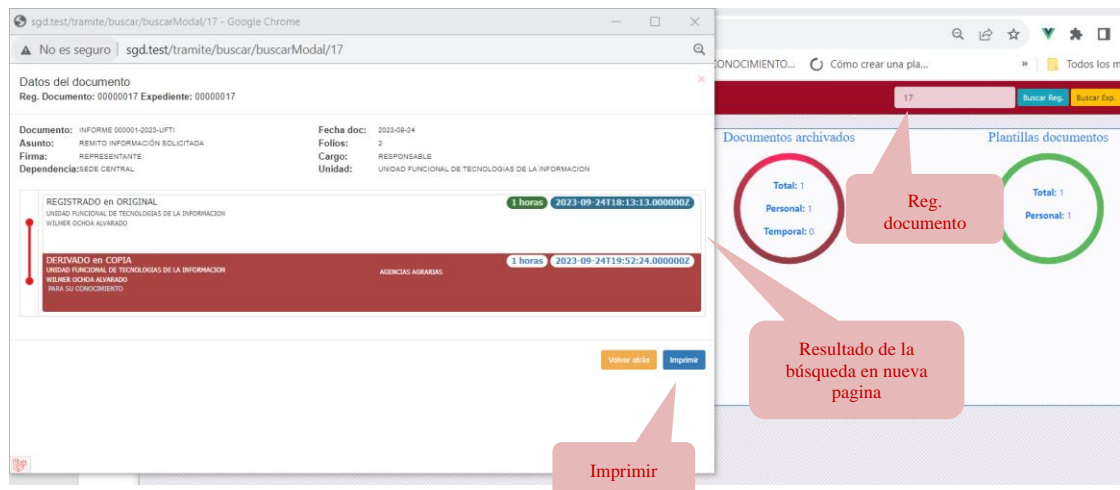 sgd.test/tramite/buscar/buscarModal/17 - Google Chrome
No es seguro | sgd.test/tramite/buscar/buscarModal/17
Datos del documento
Reg. Documento: 00000017 Expediente: 00000017
Documento: INFORME 000001-2023-UFTI
Fecha doc: 2023-09-24
Asunto: REMITO INFORMACIÓN SOLICITADA
Folios: 2
Firma: REPRESENTANTE
Cargo: RESPONSABLE
Dependencia: SEDE CENTRAL
Unidad: UNIDAD FUNCIONAL DE TECNOLOGIAS DE LA INFORMACION
REGISTRADO en ORIGINAL
1 horas 2023-09-24T18:13:13.000000Z
UNIDAD FUNCIONAL DE TECNOLOGIAS DE LA INFORMACION
WILMER OCHOA ALVARADO
DERIVADO en COPIA
1 horas 2023-09-24T19:52:24.000000Z
UNIDAD FUNCIONAL DE TECNOLOGIAS DE LA INFORMACION
AGENCIAS AGRARIAS
WILMER OCHOA ALVARADO
PARA SU CONOCIMIENTO
Volver atrás
Imprimir
CONOCIMIENTO...
Cómo crear una pla...
»
Todos los m
17
Buscar Reg.
Buscar Exp.
Documentos archivados
Total: 1
Personal: 1
Temporal: 0
Plantillas documentos
Total: 1
Personal: 1
Reg.
documento
Resultado de la
búsqueda en nueva
pagina
Imprimir